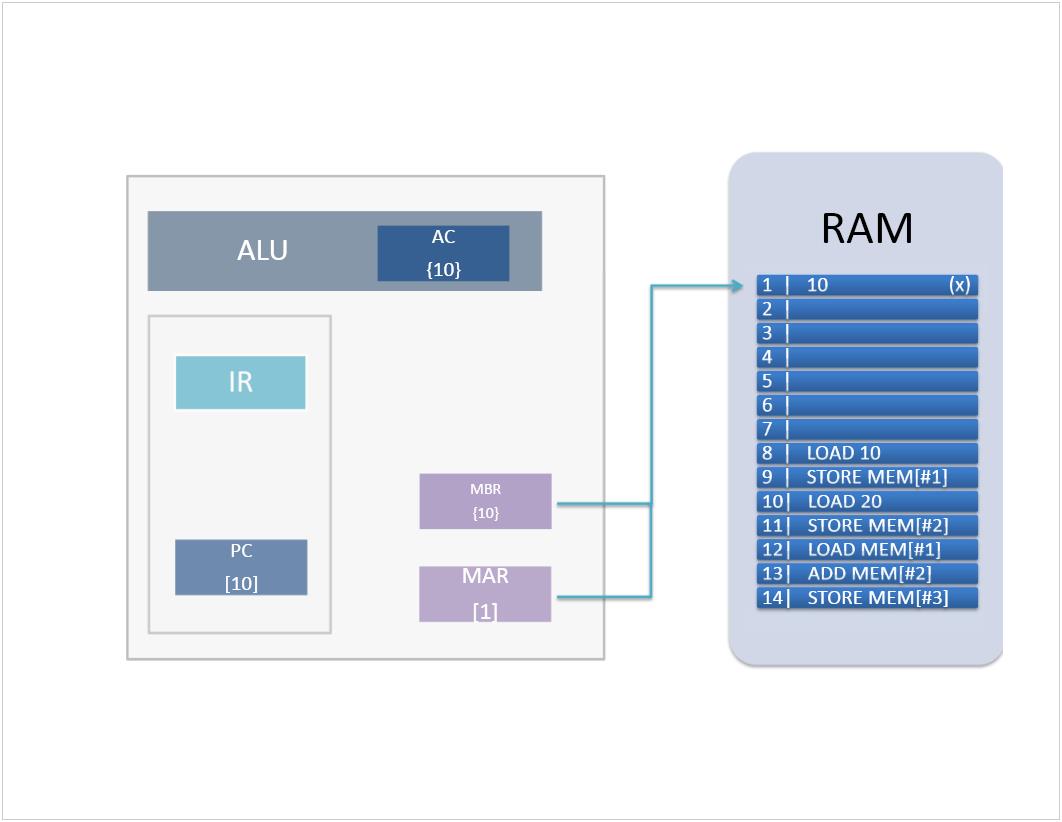 ALU
AC
{10}
IR
MBR
{10}
PC
[10]
MAR
[1]
RAM
1 | 10 (x)
2 |
3 |
4 |
5 |
6 |
7 |
8 | LOAD 10
9 | STORE MEM[#1]
10| LOAD 20
11| STORE MEM[#2]
12| LOAD MEM[#1]
13| ADD MEM[#2]
14| STORE MEM[#3]